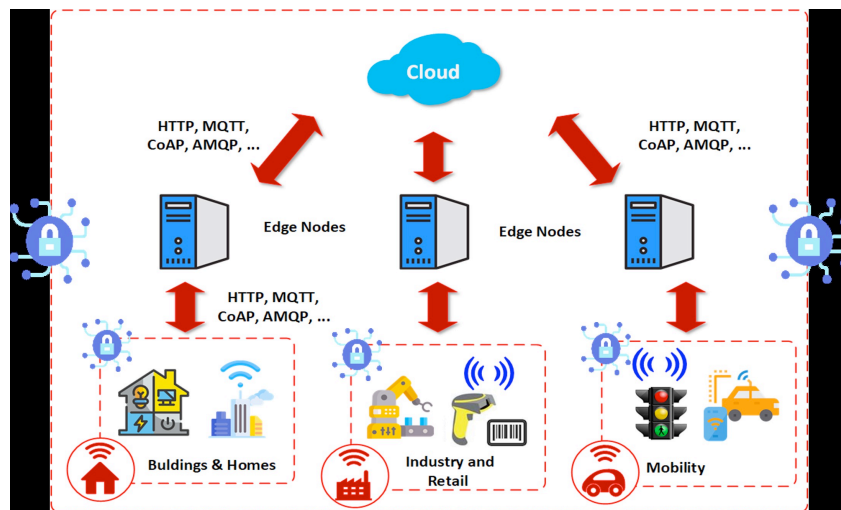 Cloud
HTTP, MQTT,
CoAP, AMQP, ...
HTTP, MQTT,
CoAP, AMQP, ...
Edge Nodes
Edge Nodes
HTTP, MQTT,
CoAP, AMQP, ...
Buldings & Homes
Industry and
Retail
Mobility